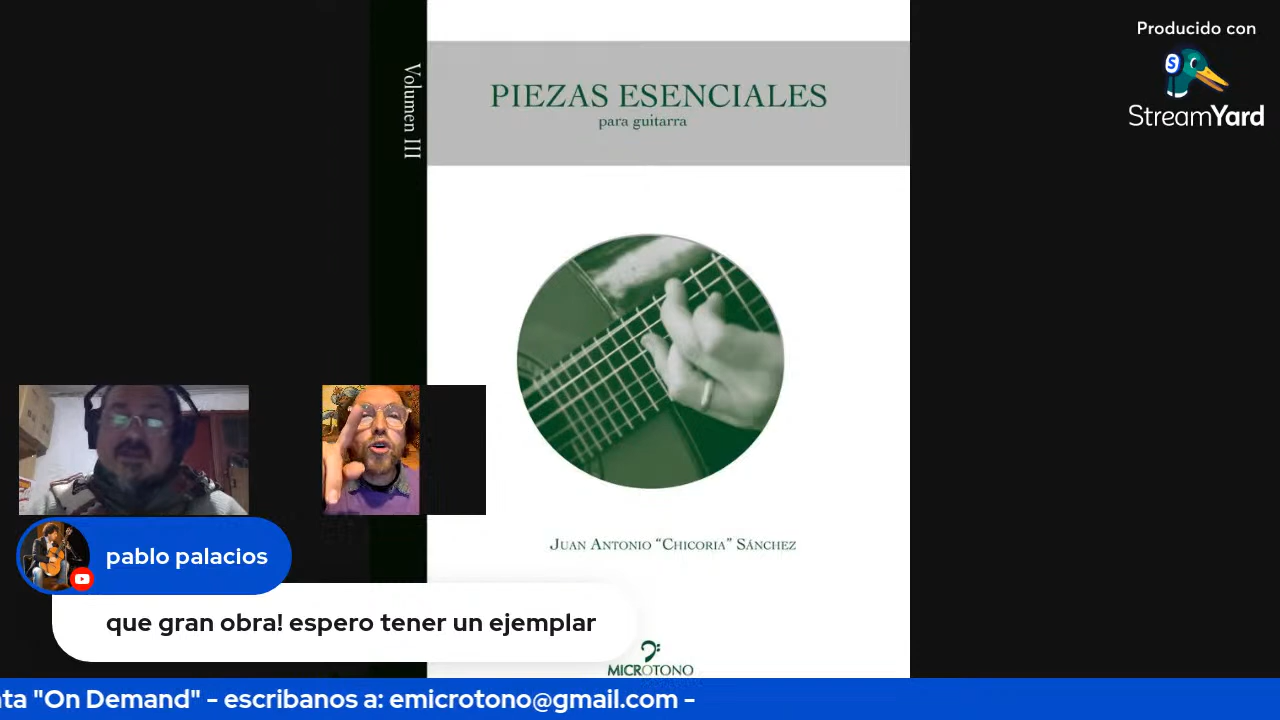 Producido con
StreamYard
Volumen III
PIEZAS ESENCIALES
para guitarra
JUAN ANTONIO “CHICORIA” SÁNCHEZ
MICROTONO
pablo palacios
que gran obra! espero tener un ejemplar
"On Demand" - escribanos a: emicrotono@gmail.com -